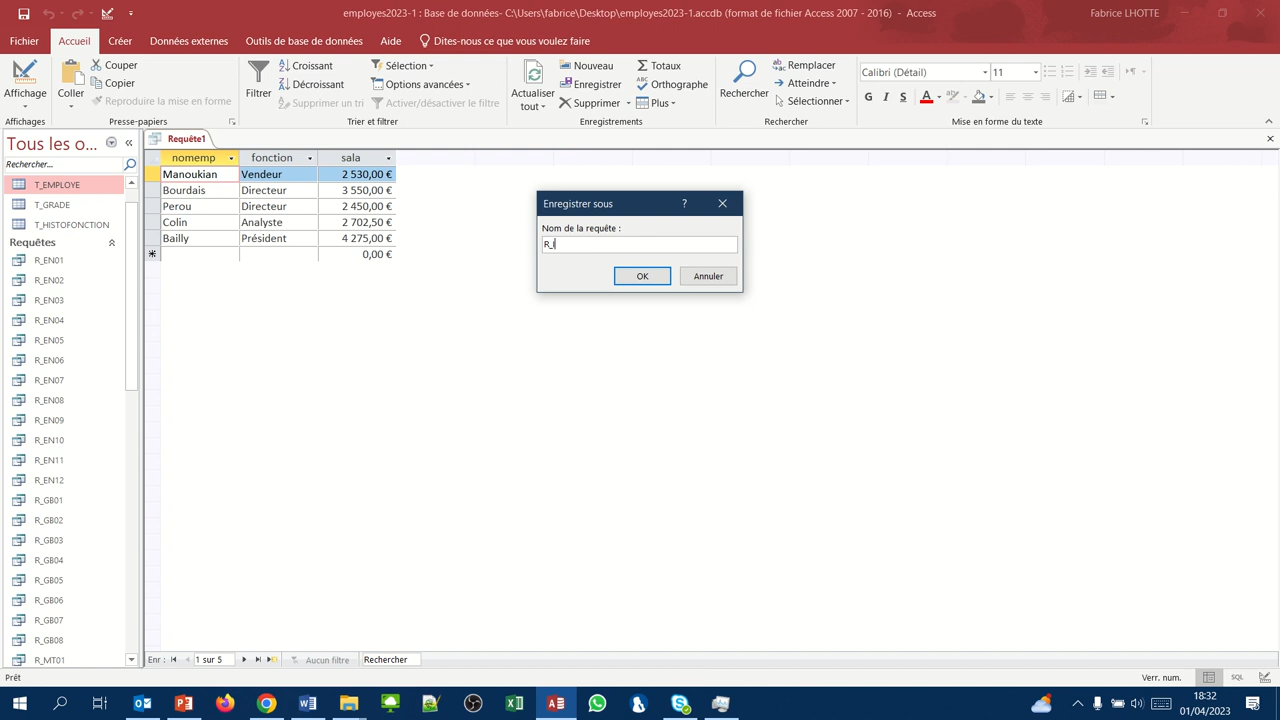 employes2023-1 : Base de données- C:\Users\fabrice\Desktop\employes2023-1.accdb (format de fichier Access 2007 - 2016) - Access
Fabrice LHOTTE
Fichier Accueil Créer Données externes Outils de base de données Aide Dites-nous ce que vous voulez faire
Affichage
Affichages
Coller
Couper
Copier
Reproduire la mise en forme
Presse-papiers
Filtrer
Croissant
Décroissant
Supprimer un tri
Sélection
Options avancées
Activer/désactiver le filtre
Trier et filtrer
Actualiser
tout
Nouveau
Enregistrer
Supprimer
Totaux
Orthographe
Plus
Enregistrements
Rechercher
Remplacer
Atteindre
Sélectionner
Rechercher
Calibri (Détail) 11
G I S
Mise en forme du texte
Tous les o...
Rechercher...
T_EMPLOYE
T_GRADE
T_HISTOFONCTION
Requêtes
R_EN01
R_EN02
R_EN03
R_EN04
R_EN05
R_EN06
R_EN07
R_EN08
R_EN09
R_EN10
R_EN11
R_EN12
R_GB01
R_GB02
R_GB03
R_GB04
R_GB05
R_GB06
R_GB07
R_GB08
R_MT01
Requête1
nomemp fonction sala
Manoukian Vendeur 2 530,00 €
Bourdais Directeur 3 550,00 €
Perou Directeur 2 450,00 €
Colin Analyste 2 702,50 €
Bailly Président 4 275,00 €
0,00 €
Enregistrer sous
Nom de la requête :
OK Annuler
Enr : 1 sur 5 Aucun filtre Rechercher
Prêt
Verr. num. SQL
18:32
01/04/2023